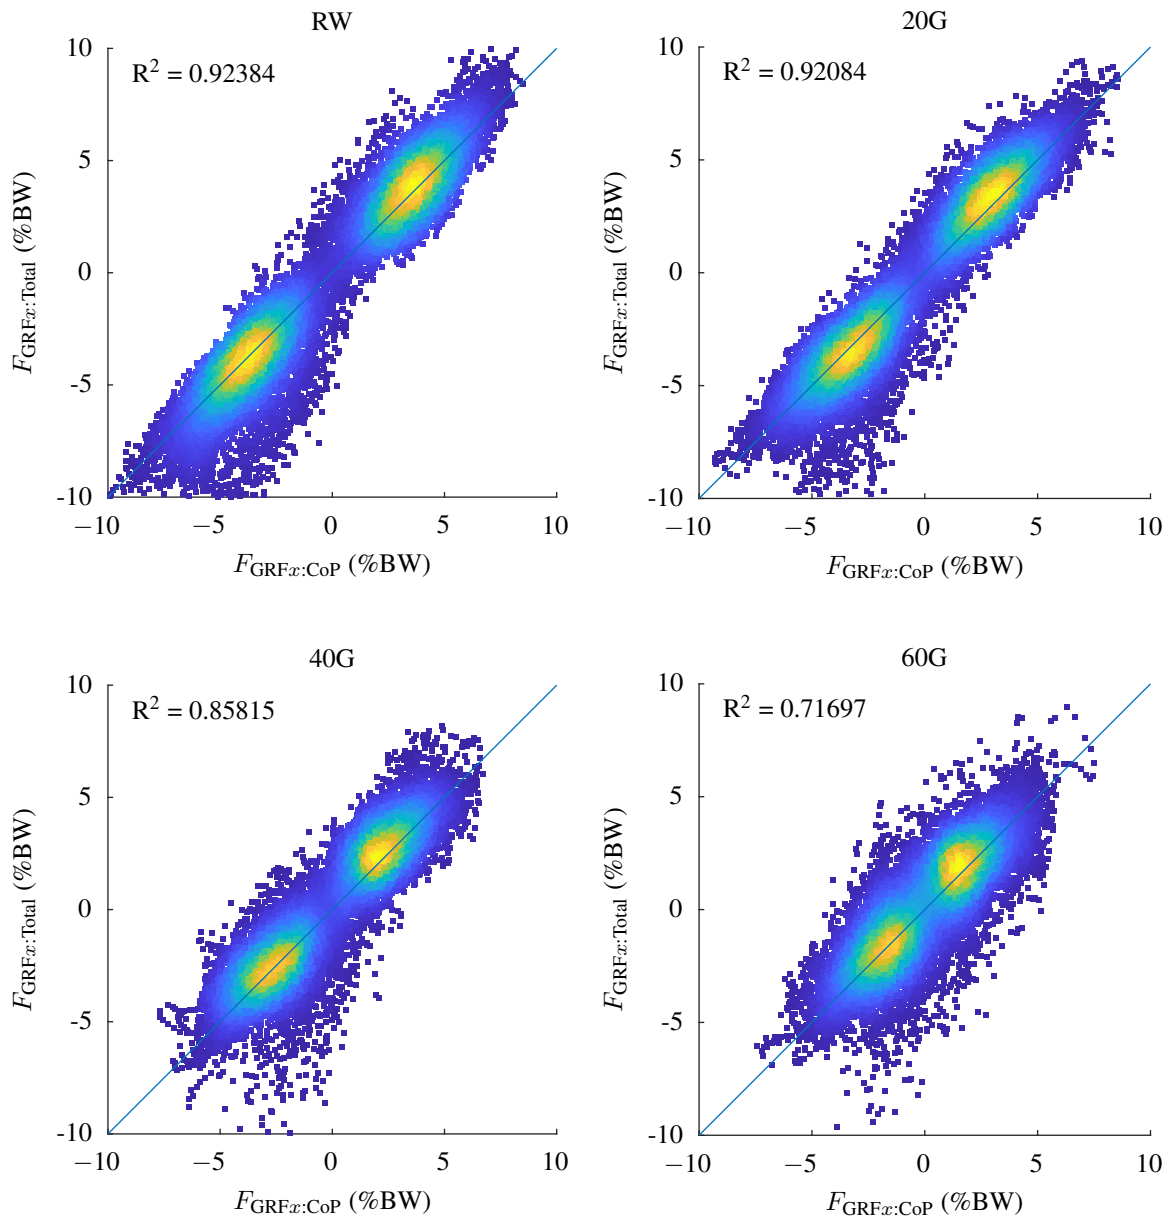 RW
R² = 0.92384
10
5
0
-5
-10
−10 −5 0 5 10
F_GRFx:Total (%BW)
F_GRFx:CoP (%BW)
20G
R² = 0.92084
10
5
0
-5
-10
−10 −5 0 5 10
F_GRFx:Total (%BW)
F_GRFx:CoP (%BW)
40G
R² = 0.85815
10
5
0
-5
-10
−10 −5 0 5 10
F_GRFx:Total (%BW)
F_GRFx:CoP (%BW)
60G
R² = 0.71697
10
5
0
-5
-10
−10 −5 0 5 10
F_GRFx:Total (%BW)
F_GRFx:CoP (%BW)